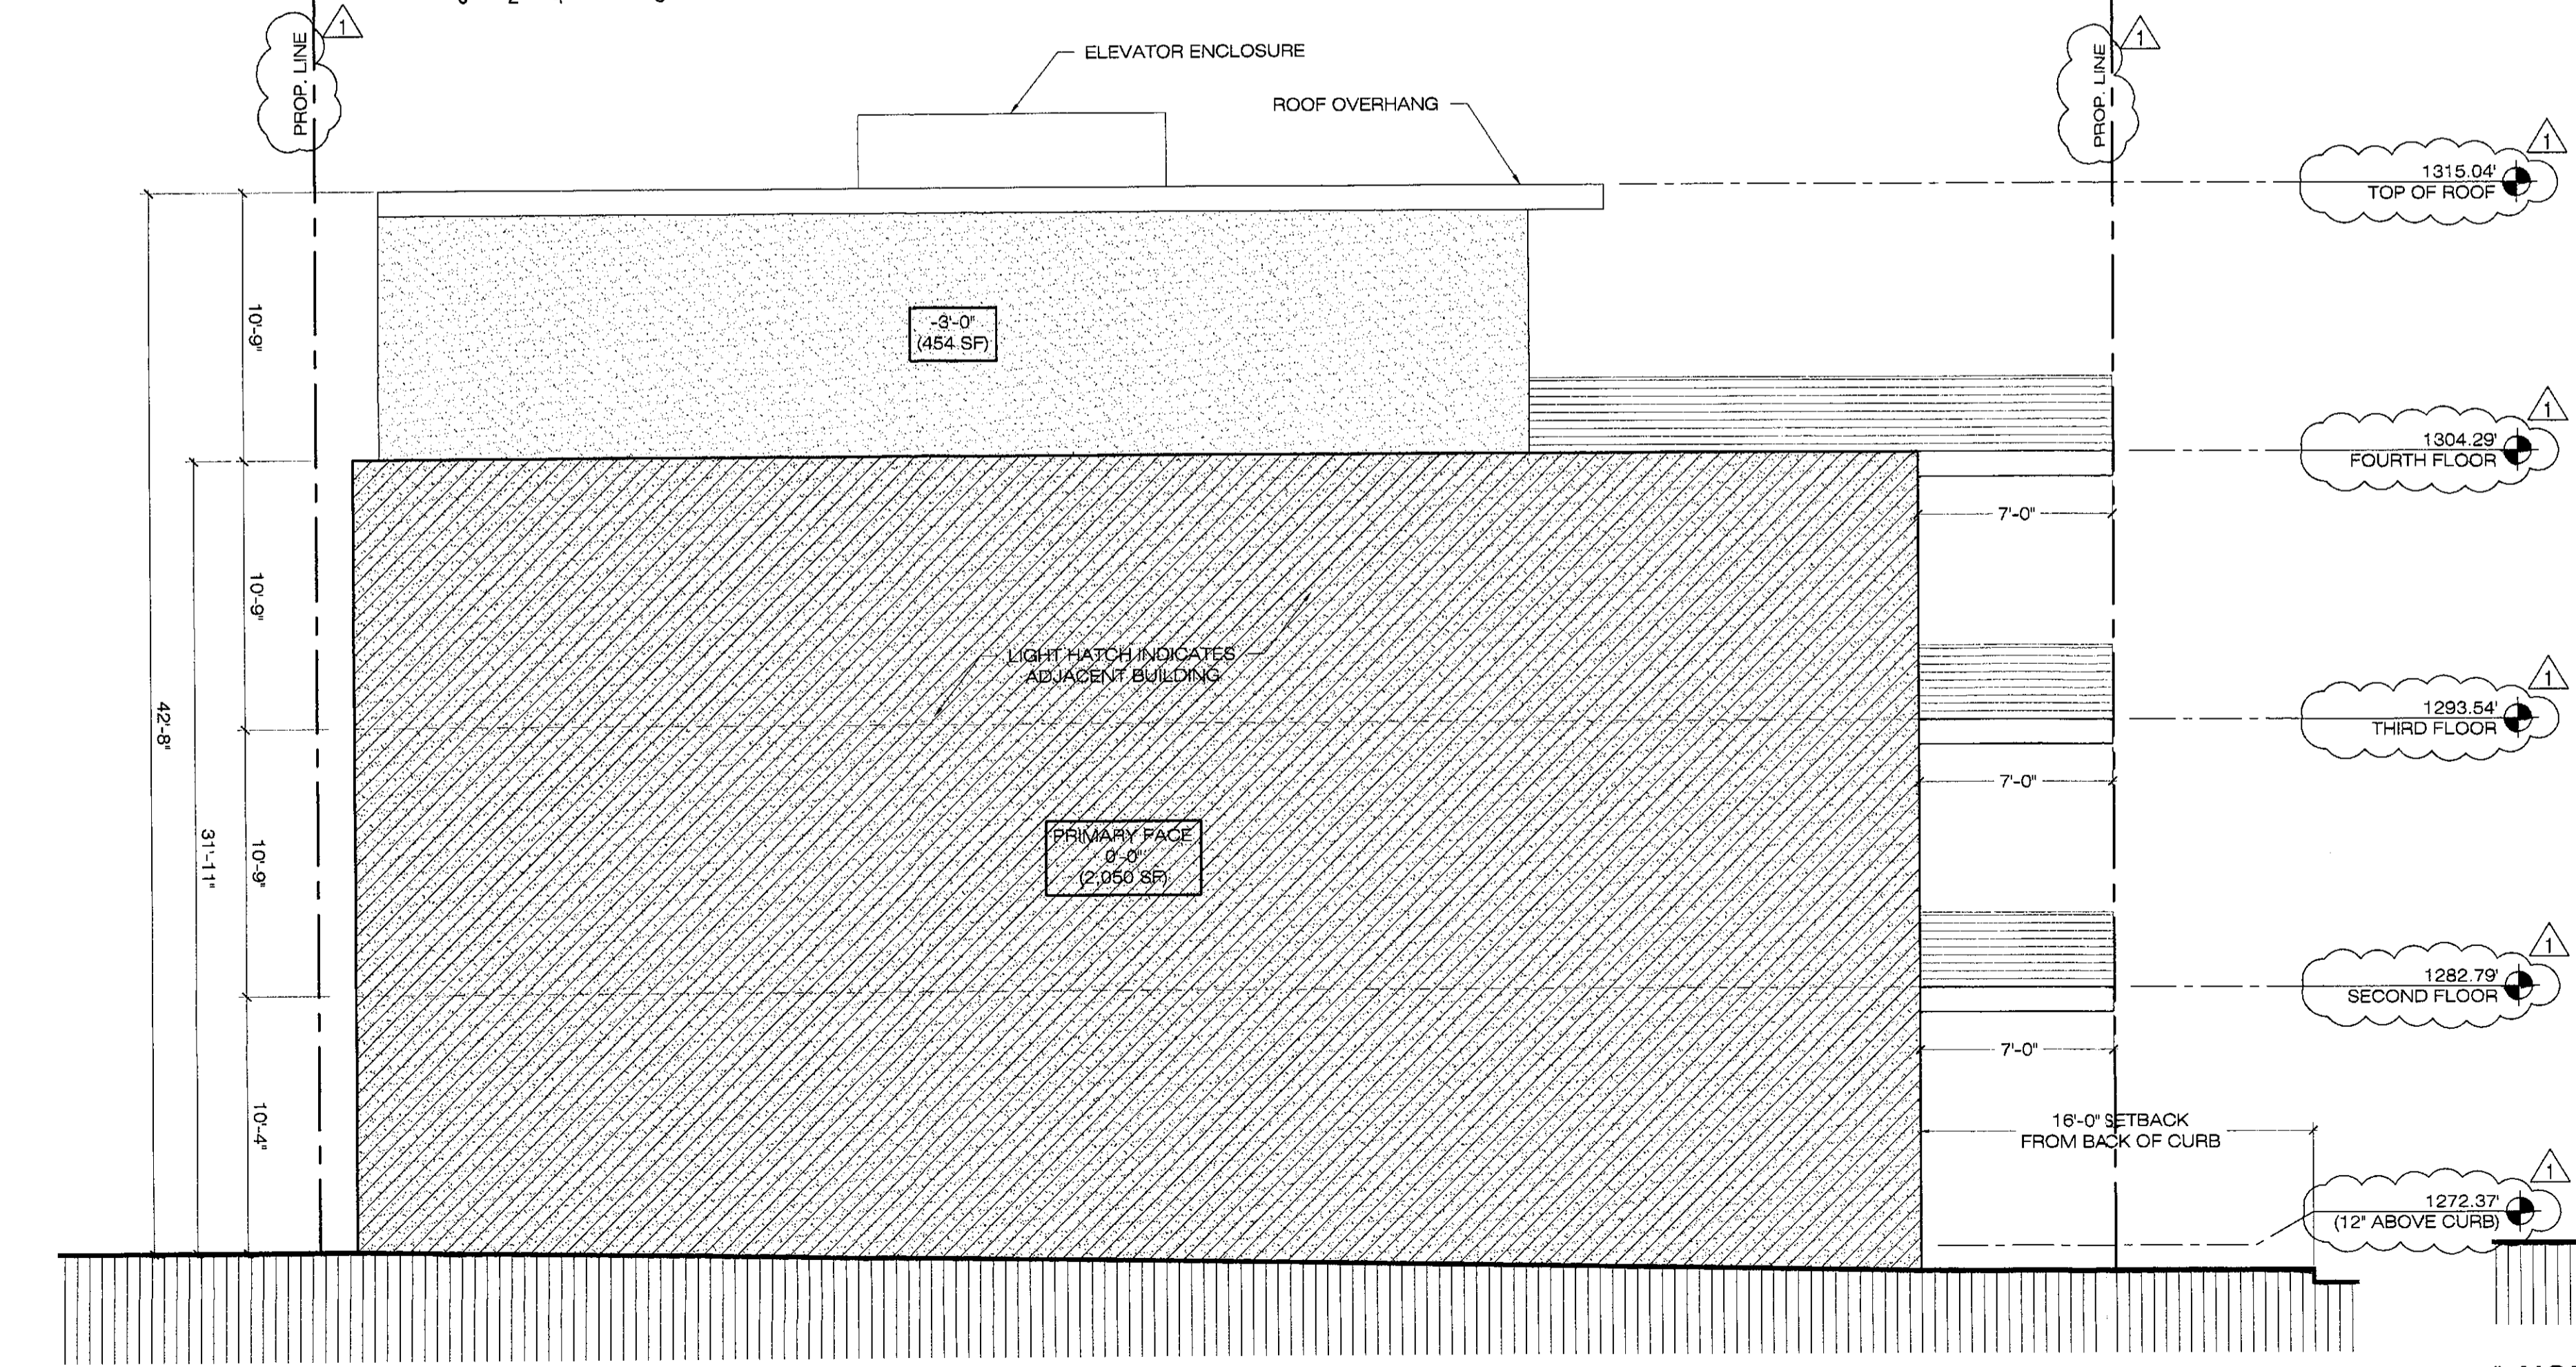 PROP. LINE
1
ELEVATOR ENCLOSURE
ROOF OVERHANG
PROP. LINE
1
1
1315.04'
TOP OF ROOF
10'-9"
-3'-0"
(454 SF)
1
1304.29'
FOURTH FLOOR
7'-0"
10'-9"
LIGHT HATCH INDICATES
ADJACENT BUILDING
1
1293.54'
THIRD FLOOR
42'-8"
7'-0"
31'-11"
10'-9"
PRIMARY FACE
0'-0"
(2,050 SF)
1
1282.79'
SECOND FLOOR
7'-0"
10'-4"
16'-0" SETBACK
FROM BACK OF CURB
1
1272.37'
(12" ABOVE CURB)